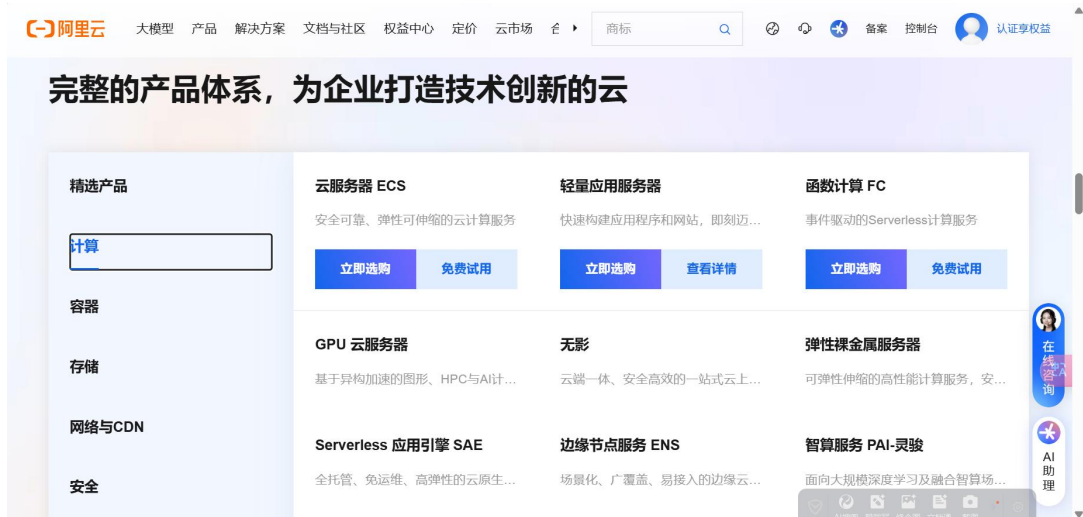 阿里云 大模型 产品 解决方案 文档与社区 权益中心 定价 云市场 商标 备案 控制台 认证享权益
完整的产品体系，为企业打造技术创新的云
精选产品
计算
容器
存储
网络与CDN
安全
云服务器 ECS
安全可靠、弹性可伸缩的云计算服务
立即选购 免费试用
轻量应用服务器
快速构建应用程序和网站，即刻迈...
立即选购 查看详情
函数计算 FC
事件驱动的Serverless计算服务
立即选购 免费试用
GPU 云服务器
基于异构加速的图形、HPC与AI计...
无影
云端一体、安全高效的一站式云上...
弹性裸金属服务器
可弹性伸缩的高性能计算服务，安...
Serverless 应用引擎 SAE
全托管、免运维、高弹性的云原生...
边缘节点服务 ENS
场景化、广覆盖、易接入的边缘云...
智算服务 PAI-灵骏
面向大规模深度学习及融合智算场...
在线咨询
AI助理